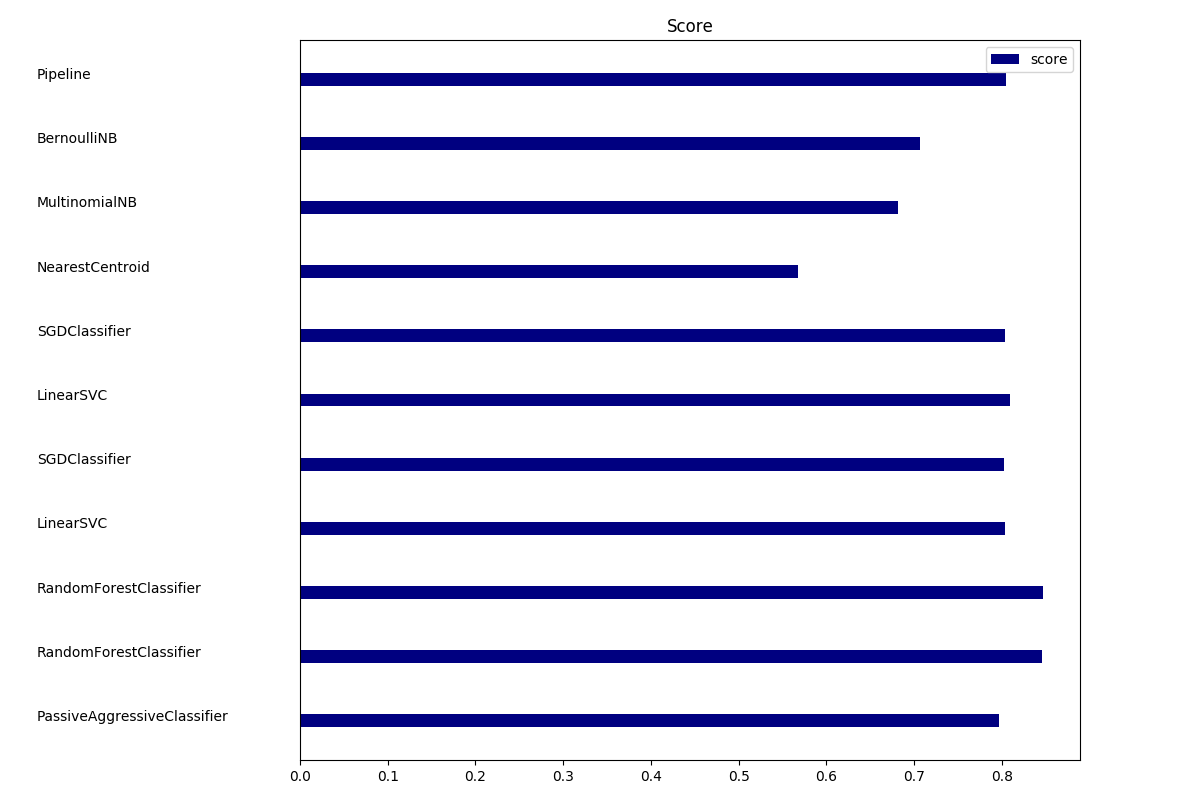 Score
score
Pipeline
BernoulliNB
MultinomialNB
NearestCentroid
SGDClassifier
LinearSVC
SGDClassifier
LinearSVC
RandomForestClassifier
RandomForestClassifier
PassiveAggressiveClassifier
0.0 0.1 0.2 0.3 0.4 0.5 0.6 0.7 0.8